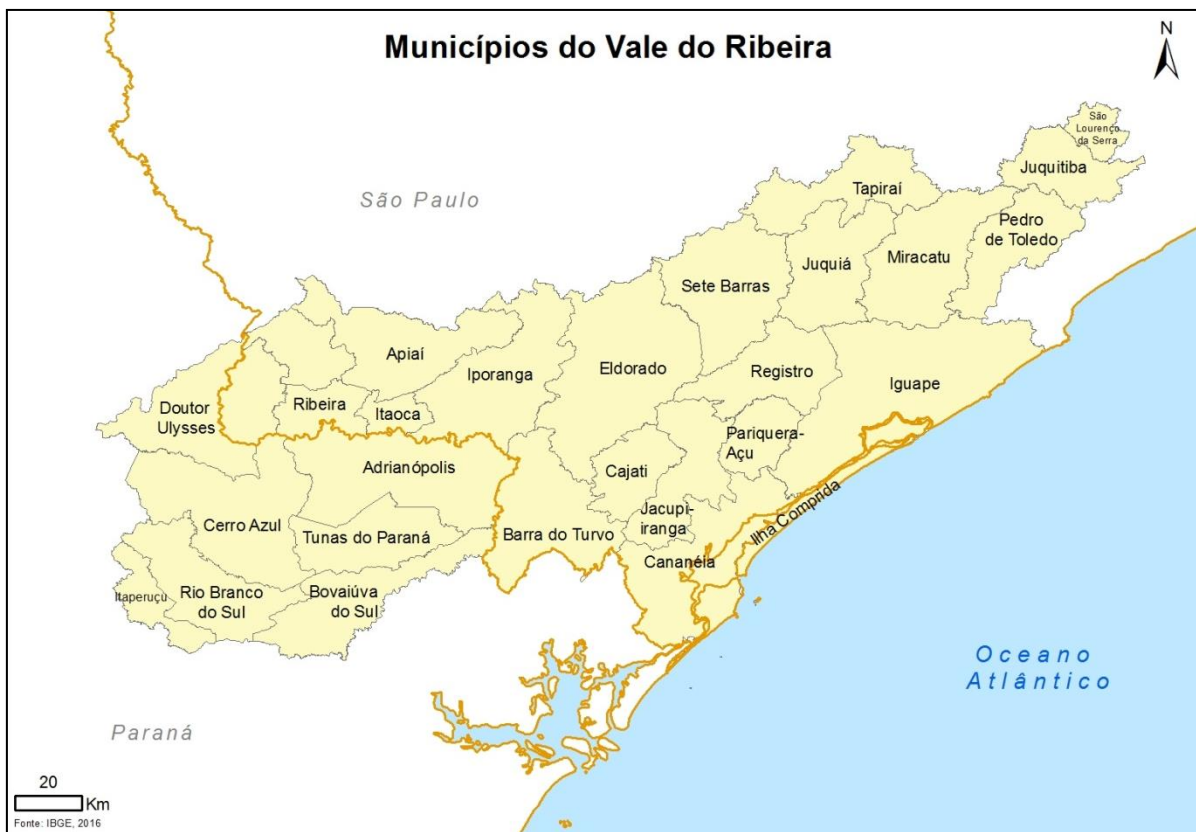 Municípios do Vale do Ribeira
N
São Paulo
São
Lourenço
da Serra
Juquitiba
Tapiraí
Pedro
de Toledo
Miracatu
Juquiá
Sete Barras
Apiaí
Iporanga
Eldorado
Registro
Iguape
Doutor
Ulysses
Ribeira
Itaoca
Pariquera-
Açu
Adrianópolis
Cajati
Jacupi-
iranga
Ilha Comprida
Cerro Azul
Tunas do Paraná
Barra do Turvo
Cananéia
Itaperuçú
Rio Branco
do Sul
Bovaiúva
do Sul
Oceano
Atlântico
Paraná
20
Km
Fonte: IBGE, 2016